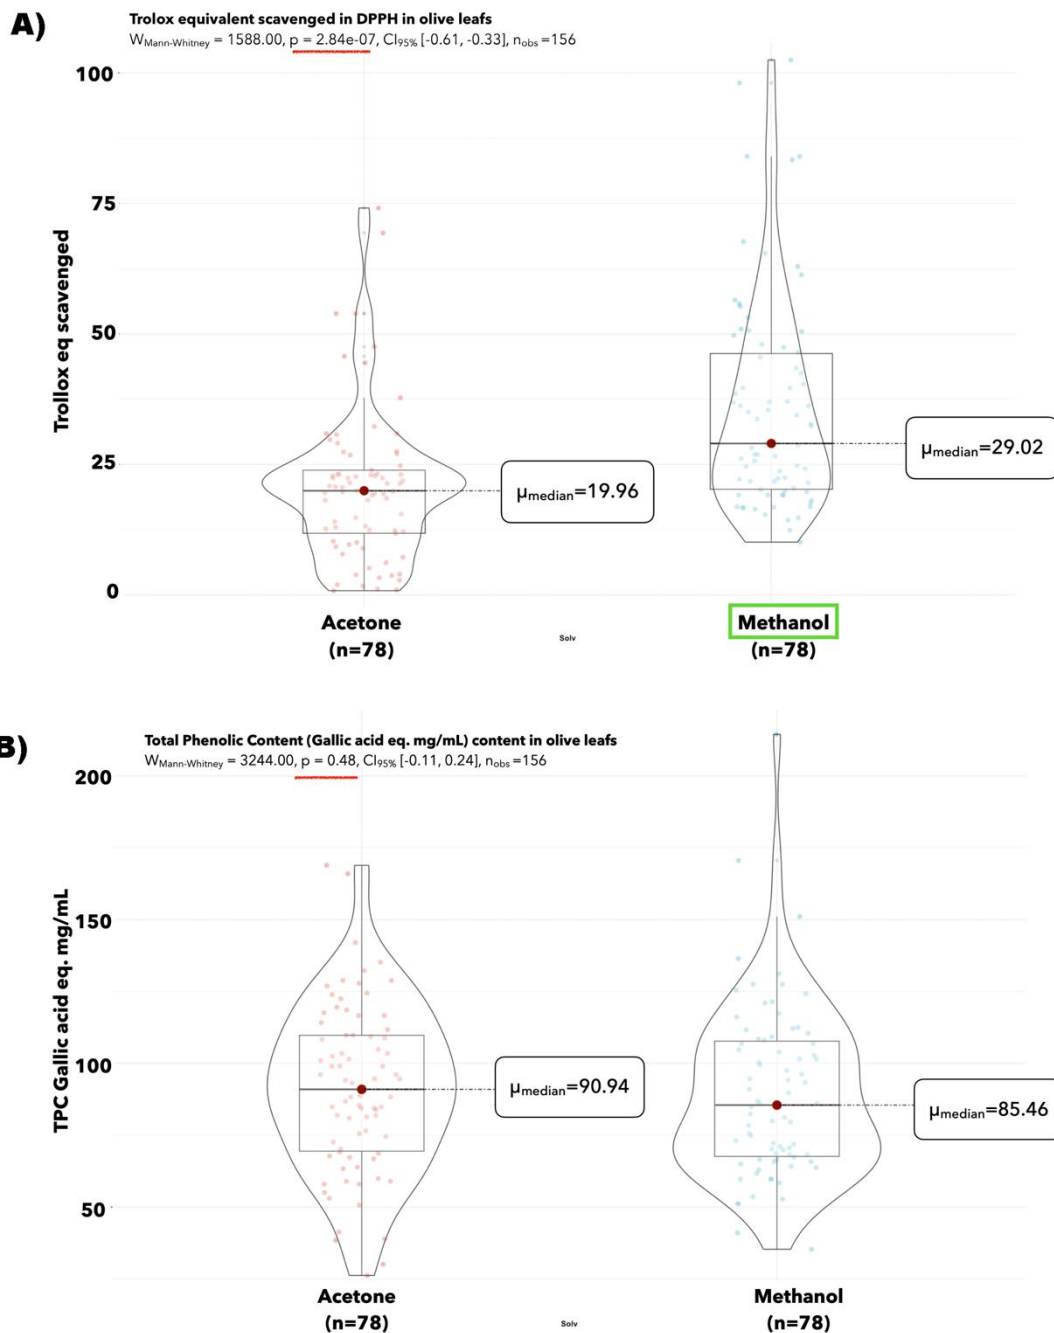 A)
Trolox equivalent scavenged in DPPH in olive leafs
WMann-Whitney = 1588.00, p = 2.84e-07, CI95% [-0.61, -0.33], nobs =156
100
75
50
25
0
Trollox eq scavenged
μmedian=19.96
μmedian=29.02
Acetone
(n=78)
Solv
Methanol
(n=78)
B)
Total Phenolic Content (Gallic acid eq. mg/mL) content in olive leafs
WMann-Whitney = 3244.00, p = 0.48, CI95% [-0.11, 0.24], nobs =156
200
150
100
50
TPC Gallic acid eq. mg/mL
μmedian=90.94
μmedian=85.46
Acetone
(n=78)
Solv
Methanol
(n=78)